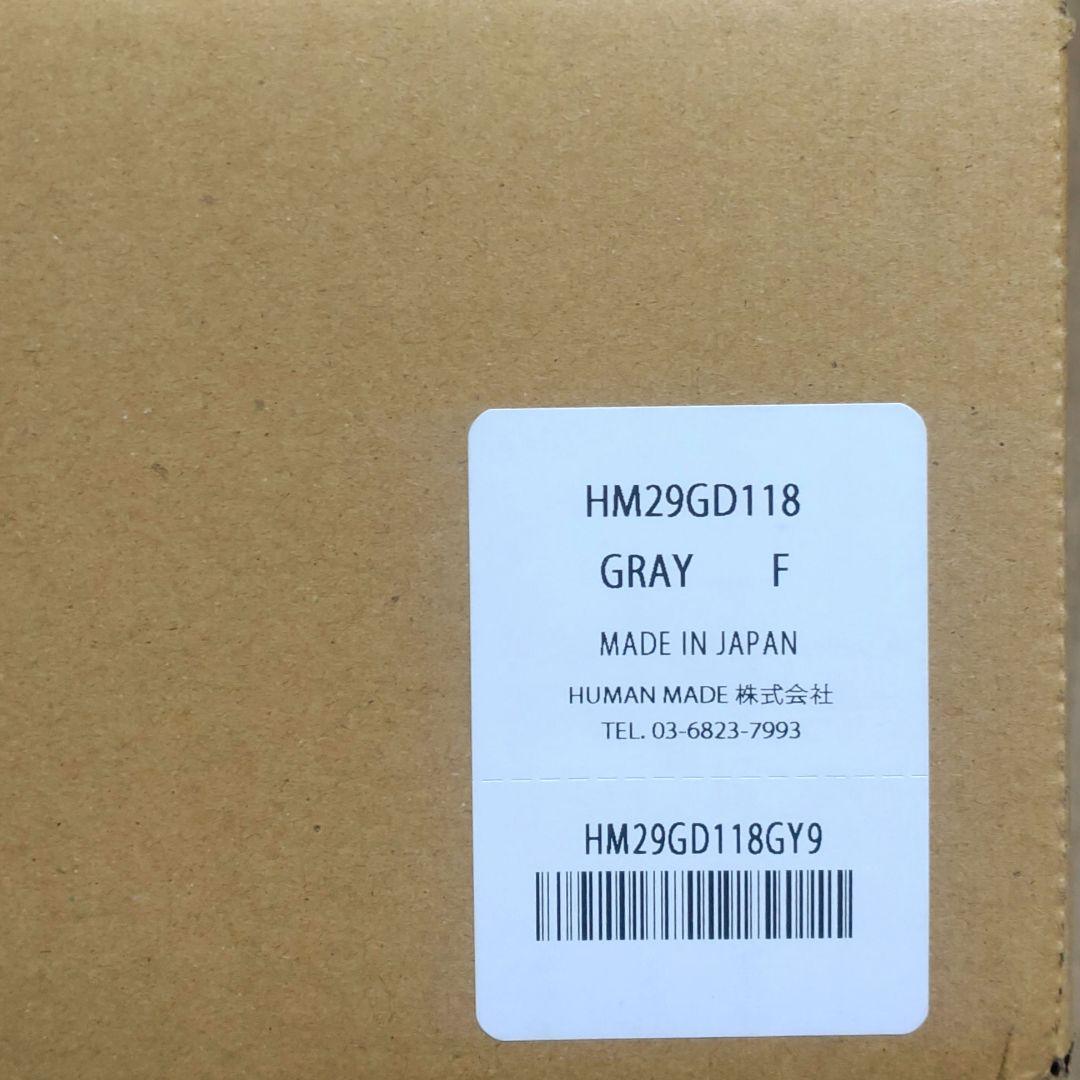 HM29GD118
GRAY F
MADE IN JAPAN
HUMAN MADE 株式会社
TEL. 03-6823-7993
HM29GD118GY9